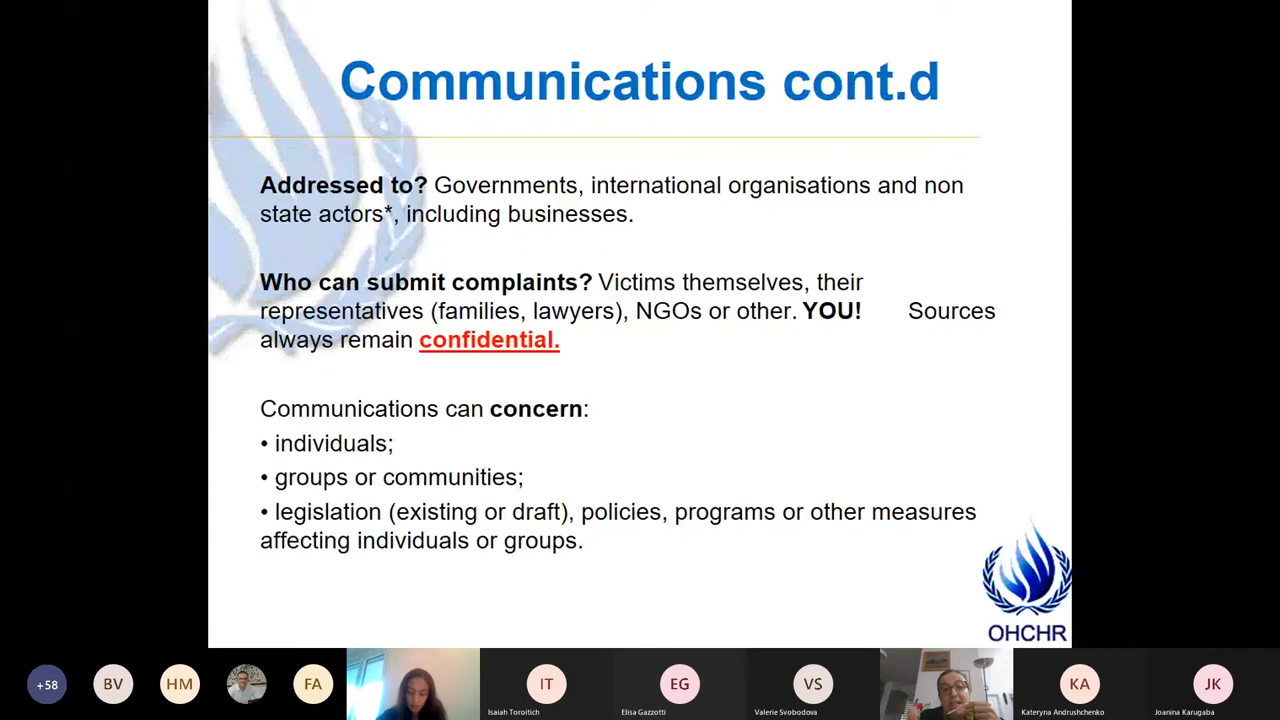 Communications cont.d
Addressed to? Governments, international organisations and non
state actors*, including businesses.
Who can submit complaints? Victims themselves, their
representatives (families, lawyers), NGOs or other. YOU! Sources
always remain confidential.
Communications can concern:
• individuals;
• groups or communities;
• legislation (existing or draft), policies, programs or other measures
affecting individuals or groups.
OHCHR
+58
BV
HM
FA
IT
Isaiah Toroitich
EG
Elisa Gazzotti
VS
Valerie Svobodova
KA
Kateryna Andrushchenko
JK
Joanina Karugaba